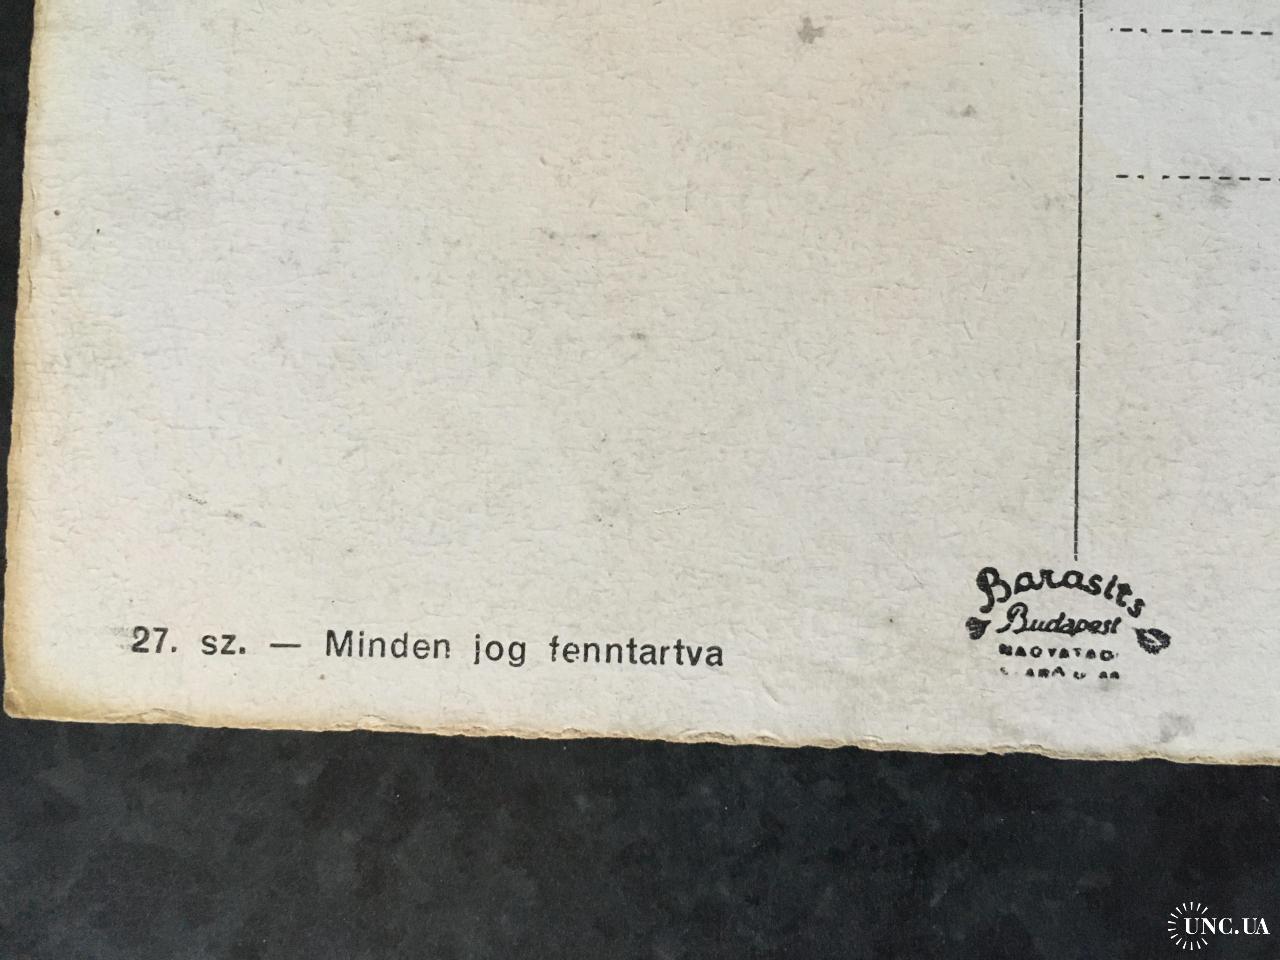 27. sz. — Minden jog fenntartva
Barasits
Budapest
UNC.UA